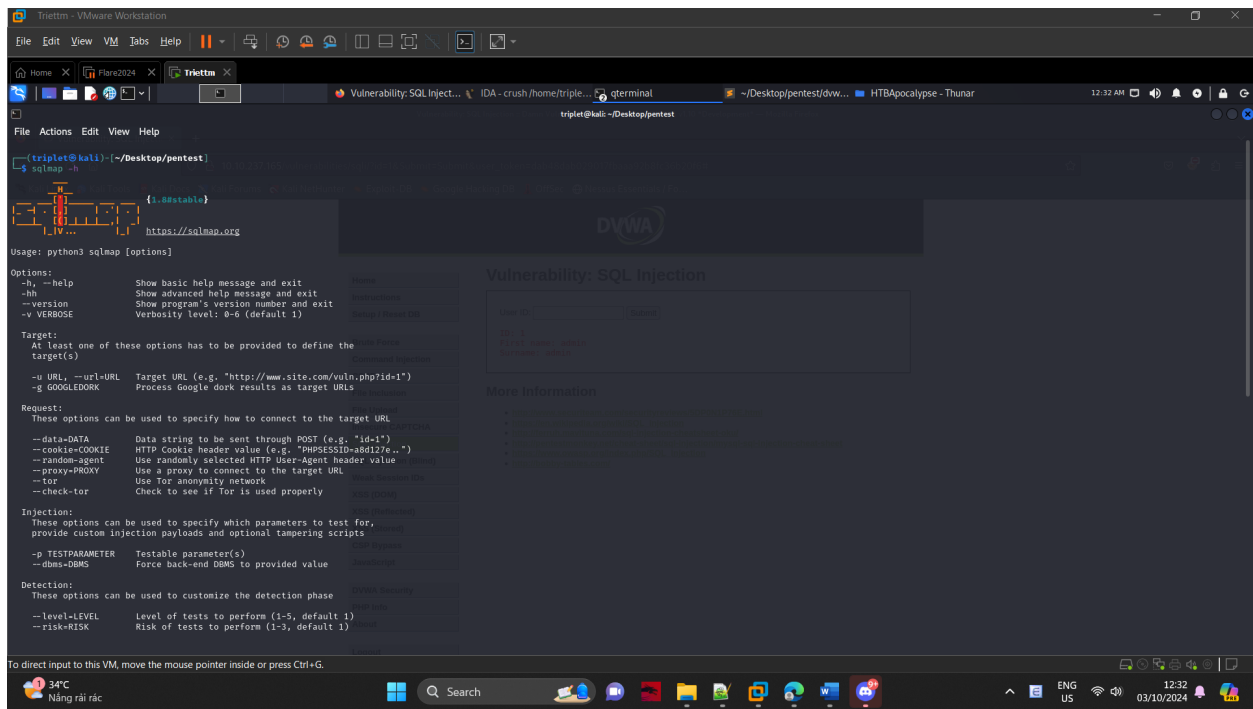 Triettm - VMware Workstation
File Edit View VM Tabs Help
Home Flare2024 Triettm
Vulnerability: SQL Inject... IDA - crush /home/triple... qterminal ~/Desktop/pentest/dvw... HTBApocalypse - Thunar 12:32 AM
triplet@kali: ~/Desktop/pentest
File Actions Edit View Help
(triplet㉿kali)-[~/Desktop/pentest]
$ sqlmap -h
{1.8#stable}
https://sqlmap.org
Usage: python3 sqlmap [options]
Options:
-h, --help Show basic help message and exit
-hh Show advanced help message and exit
--version Show program's version number and exit
-v VERBOSE Verbosity level: 0-6 (default 1)
Target:
At least one of these options has to be provided to define the
target(s)
-u URL, --url=URL Target URL (e.g. "http://www.site.com/vuln.php?id=1")
-g GOOGLEDORK Process Google dork results as target URLs
Request:
These options can be used to specify how to connect to the target URL
--data=DATA Data string to be sent through POST (e.g. "id=1")
--cookie=COOKIE HTTP Cookie header value (e.g. "PHPSESSID=a8d127e..")
--random-agent Use randomly selected HTTP User-Agent header value
--proxy=PROXY Use a proxy to connect to the target URL
--tor Use Tor anonymity network
--check-tor Check to see if Tor is used properly
Injection:
These options can be used to specify which parameters to test for,
provide custom injection payloads and optional tampering scripts
-p TESTPARAMETER Testable parameter(s)
--dbms=DBMS Force back-end DBMS to provided value
Detection:
These options can be used to customize the detection phase
--level=LEVEL Level of tests to perform (1-5, default 1)
--risk=RISK Risk of tests to perform (1-3, default 1)
DVWA
Vulnerability: SQL Injection
More Information
To direct input to this VM, move the mouse pointer inside or press Ctrl+G.
1
34°C
Nắng rải rác
Search
9+
ENG
US
12:32
03/10/2024